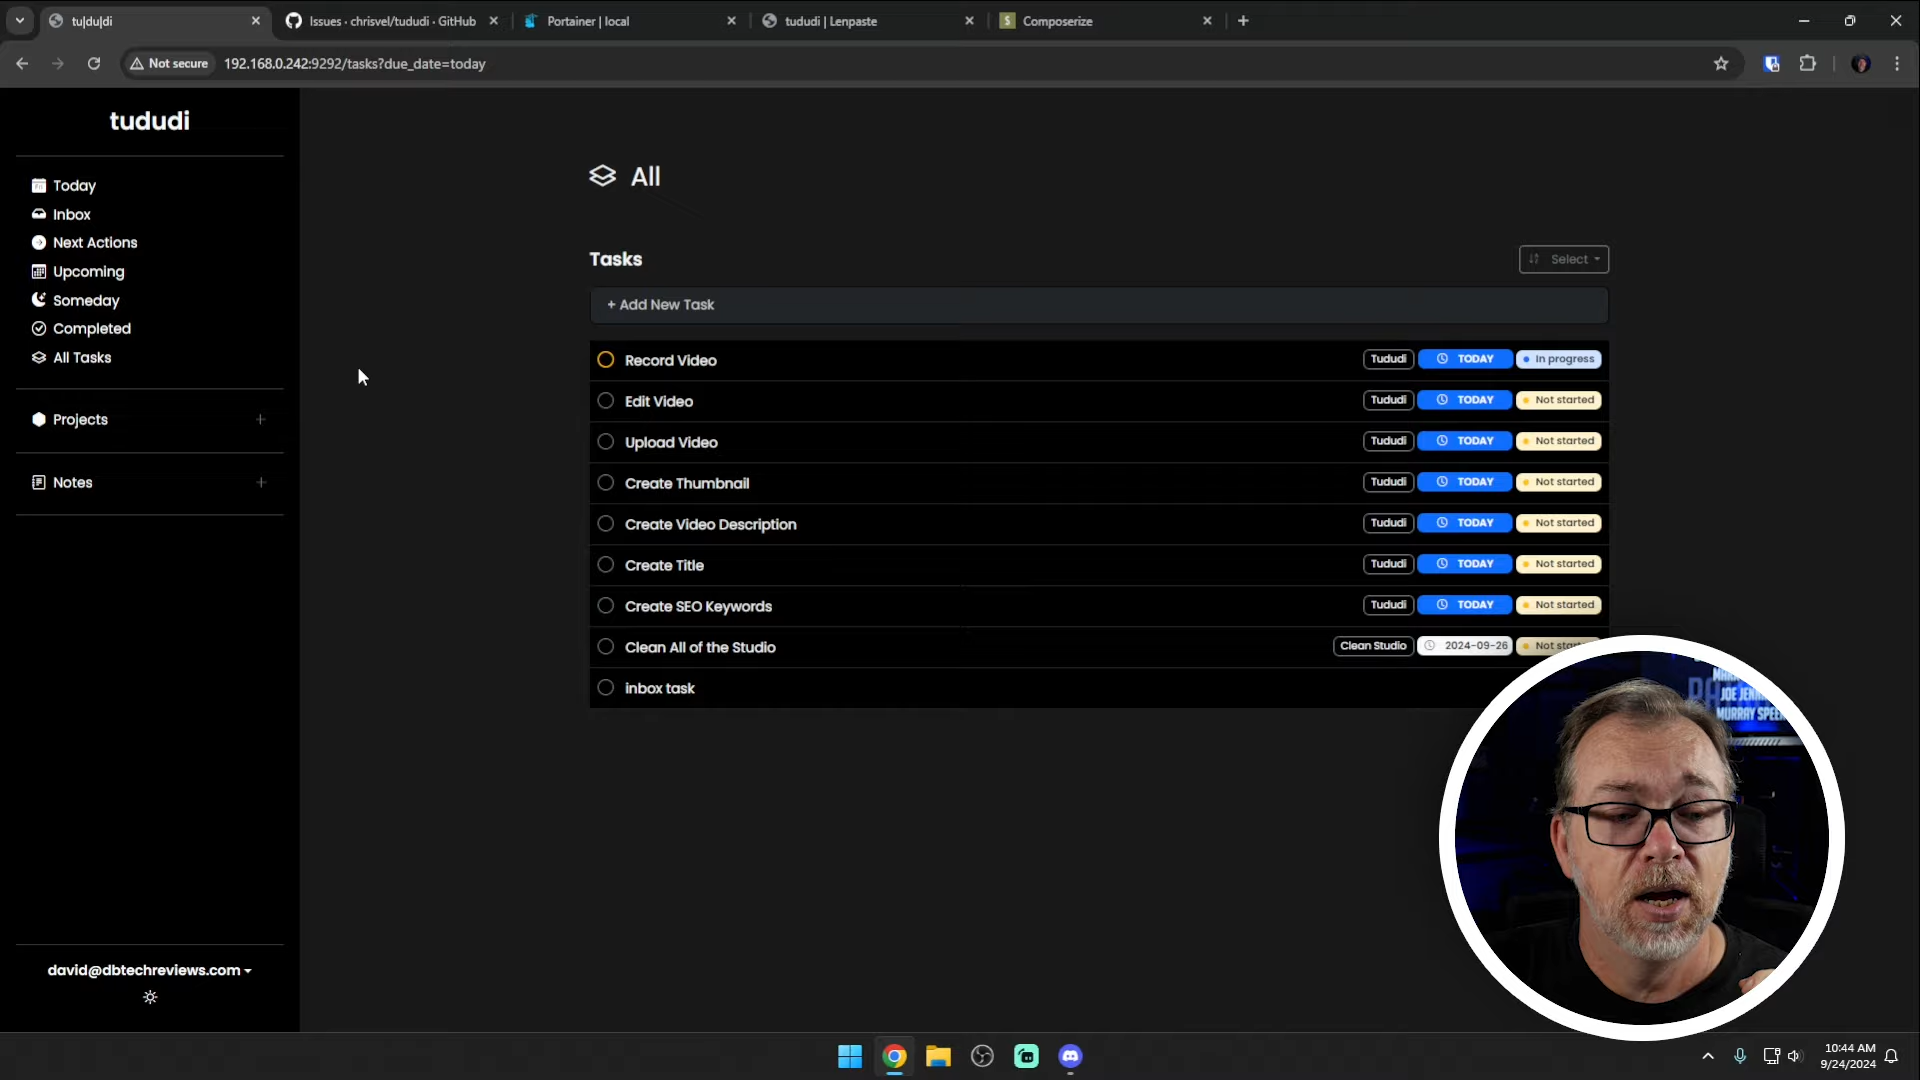 tu|du|di
Issues · chrisvel/tududi · GitHub
Portainer | local
tududi | Lenpaste
Composerize
Not secure
192.168.0.242:9292/tasks?due_date=today
tududi
Today
Inbox
Next Actions
Upcoming
Someday
Completed
All Tasks
Projects
Notes
david@dbtechreviews.com
All
Tasks
Select
+ Add New Task
Record Video Tududi TODAY In progress
Edit Video Tududi TODAY Not started
Upload Video Tududi TODAY Not started
Create Thumbnail Tududi TODAY Not started
Create Video Description Tududi TODAY Not started
Create Title Tududi TODAY Not started
Create SEO Keywords Tududi TODAY Not started
Clean All of the Studio Clean Studio 2024-09-26 Not
inbox task
MURRAY
10:44 AM
9/24/2024